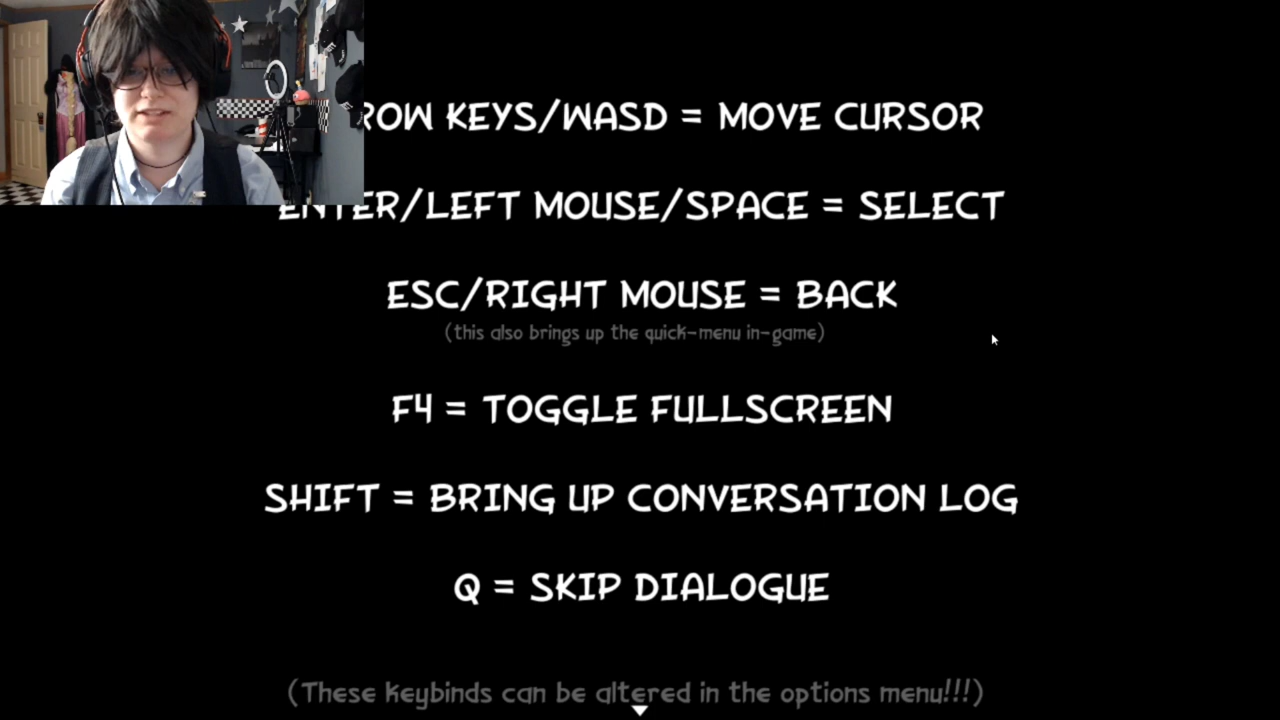 ROW KEYS/WASD = MOVE CURSOR
ENTER/LEFT MOUSE/SPACE = SELECT
ESC/RIGHT MOUSE = BACK
(this also brings up the quick-menu in-game)
F4 = TOGGLE FULLSCREEN
SHIFT = BRING UP CONVERSATION LOG
Q = SKIP DIALOGUE
(These keybinds can be altered in the options menu!!!)